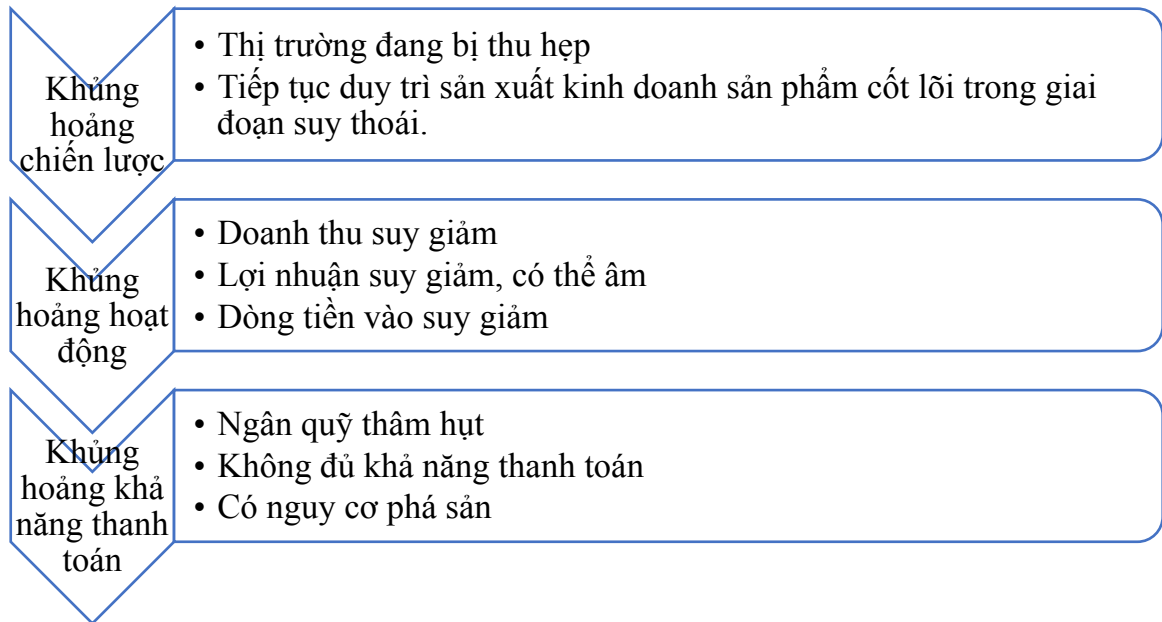 Khủng
hoảng
chiến lược
• Thị trường đang bị thu hẹp
• Tiếp tục duy trì sản xuất kinh doanh sản phẩm cốt lõi trong giai
đoạn suy thoái.
Khủng
hoảng hoạt
động
• Doanh thu suy giảm
• Lợi nhuận suy giảm, có thể âm
• Dòng tiền vào suy giảm
Khủng
hoảng khả
năng thanh
toán
• Ngân quỹ thâm hụt
• Không đủ khả năng thanh toán
• Có nguy cơ phá sản